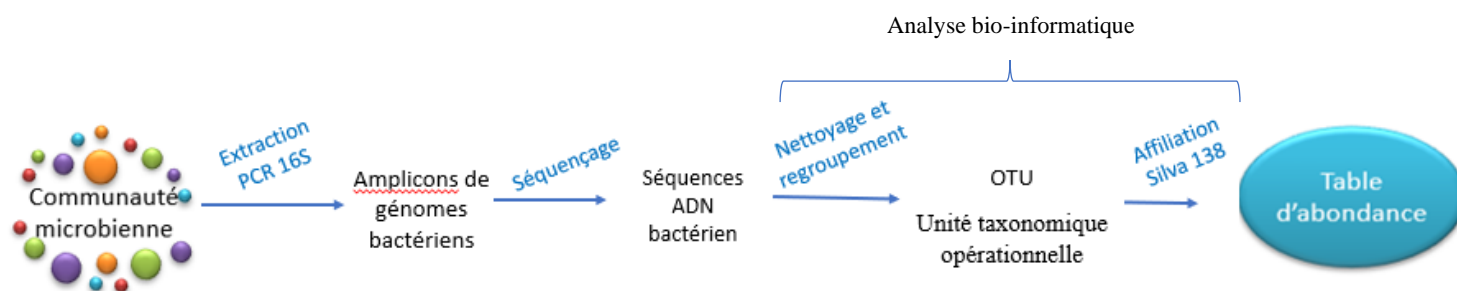 Analyse bio-informatique
Communauté
microbienne
Extraction
PCR 16S
Amplicons de
génomes
bactériens
Séquençage
Séquences
ADN
bactérien
Nettoyage et
regroupement
OTU
Unité taxonomique
opérationnelle
Affiliation
Silva 138
Table
d'abondance